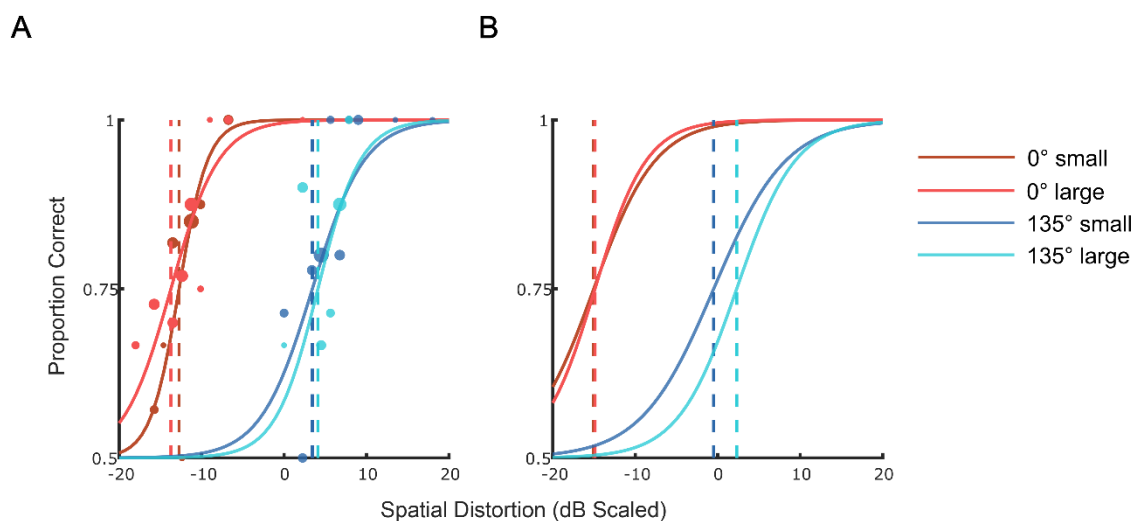 A
B
Proportion Correct
1
0.75
0.5
-20
-10
0
10
20
1
0.75
0.5
-20
-10
0
10
20
Spatial Distortion (dB Scaled)
0° small
0° large
135° small
135° large